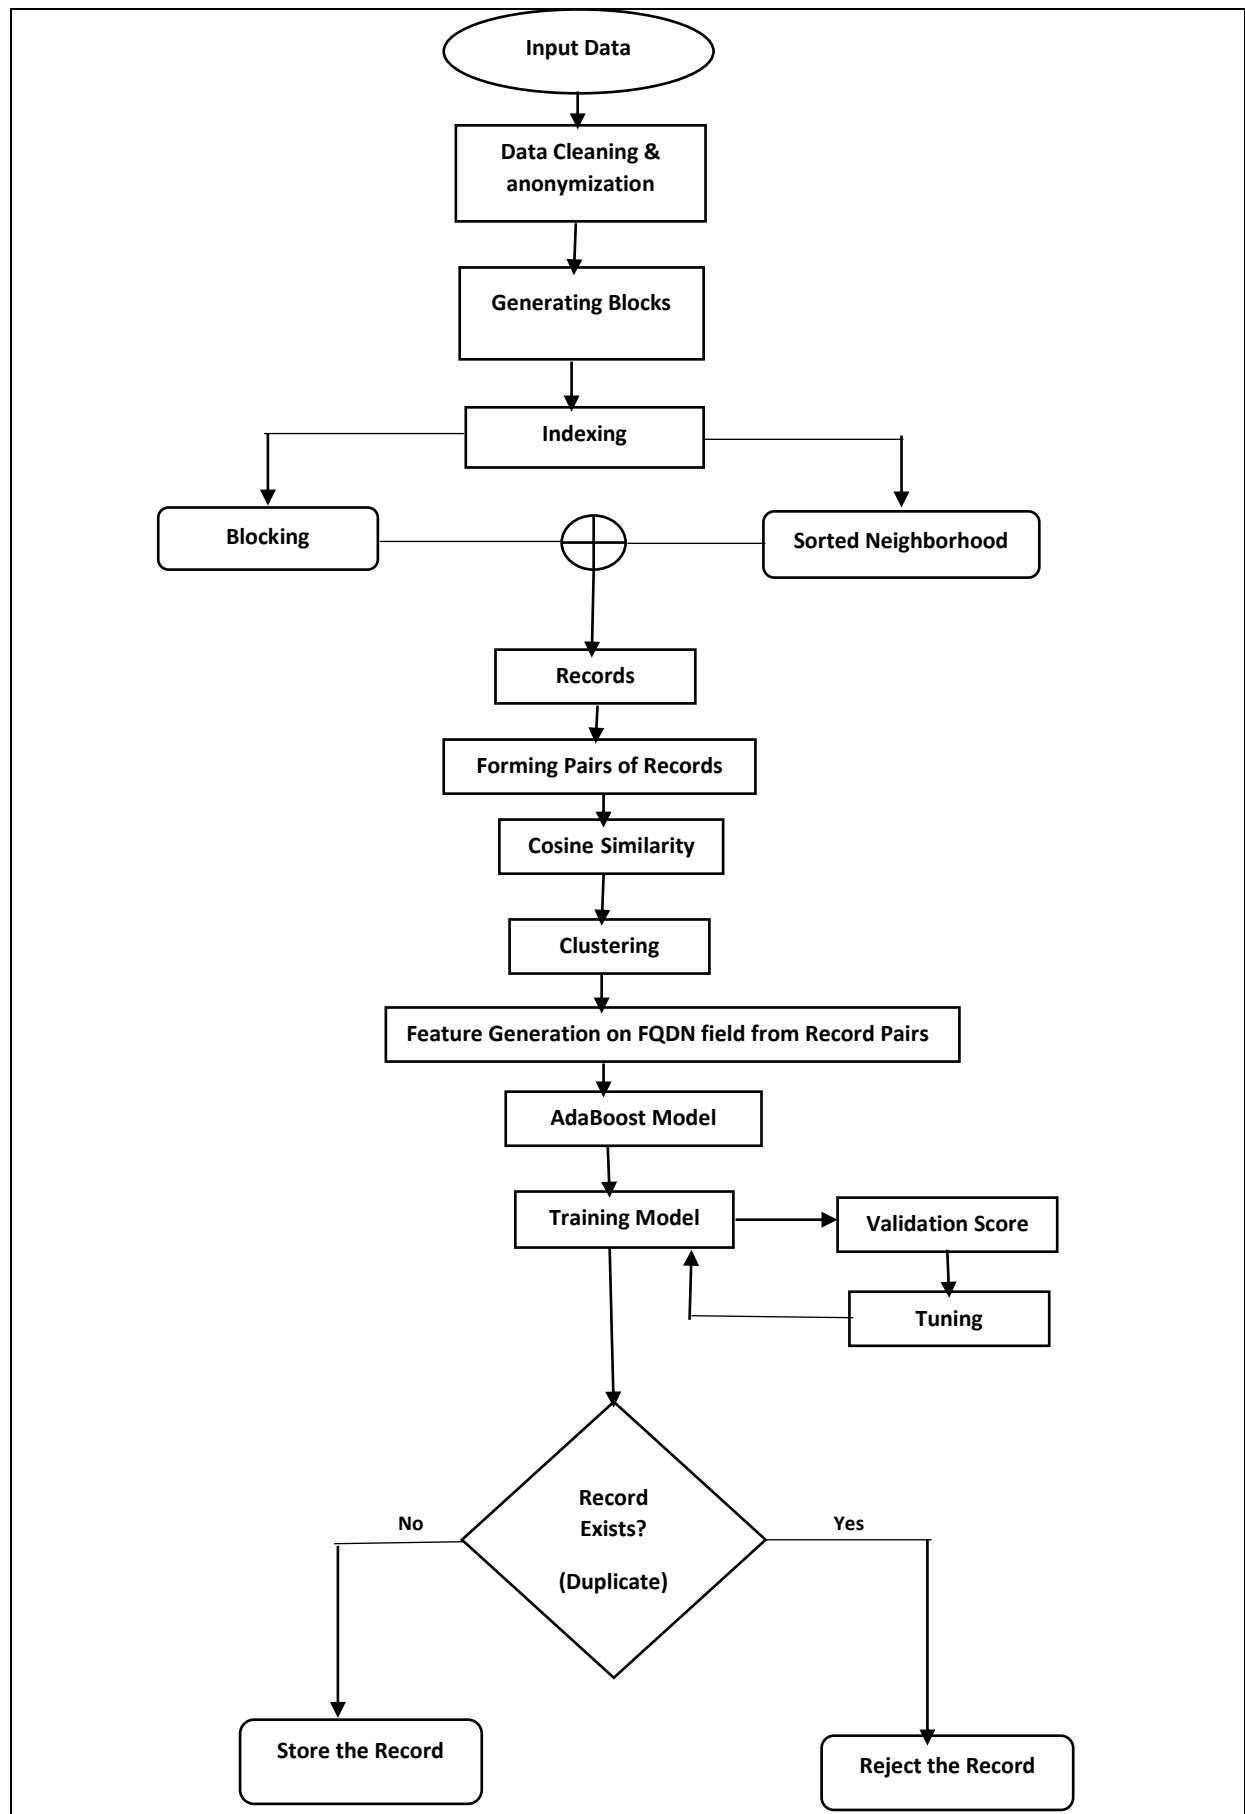 Input Data
Data Cleaning &
anonymization
Generating Blocks
Indexing
Blocking
Sorted Neighborhood
Records
Forming Pairs of Records
Cosine Similarity
Clustering
Feature Generation on FQDN field from Record Pairs
AdaBoost Model
Training Model
Validation Score
Tuning
Record
Exists?
(Duplicate)
No
Yes
Store the Record
Reject the Record